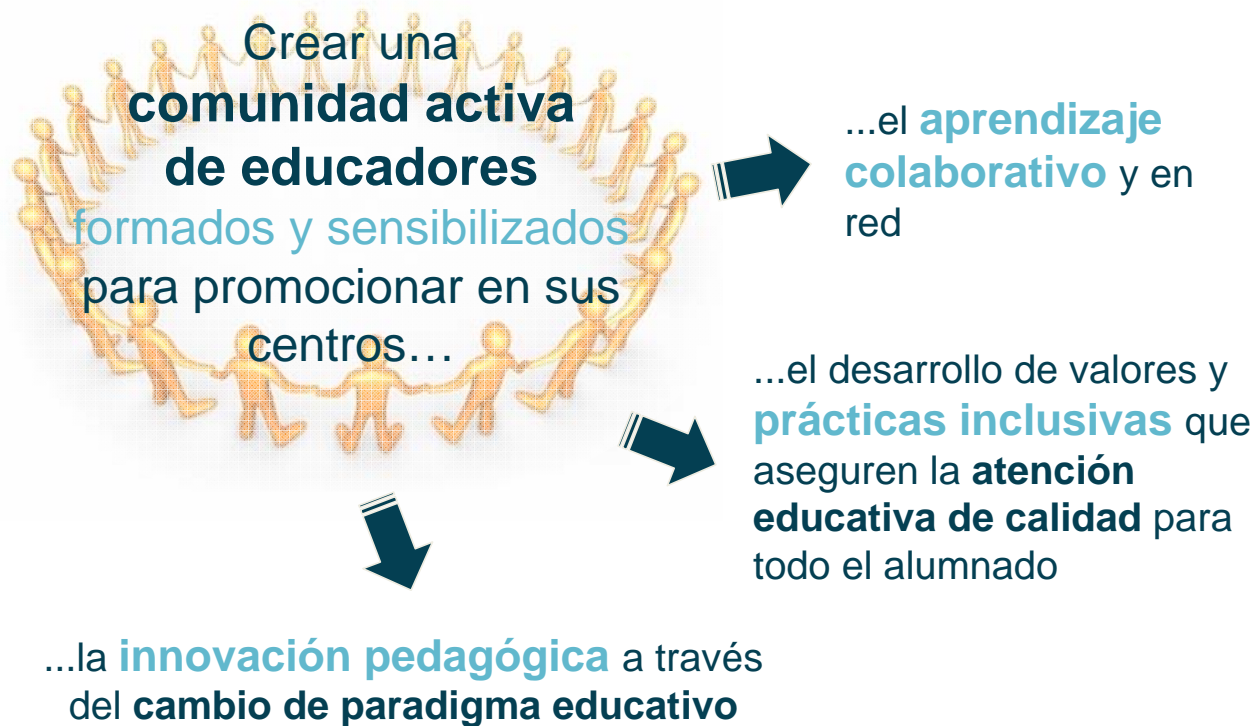 Crear una
comunidad activa
de educadores
formados y sensibilizados
para promocionar en sus
centros…
...el aprendizaje
colaborativo y en
red
...el desarrollo de valores y
prácticas inclusivas que
aseguren la atención
educativa de calidad para
todo el alumnado
...la innovación pedagógica a través
del cambio de paradigma educativo